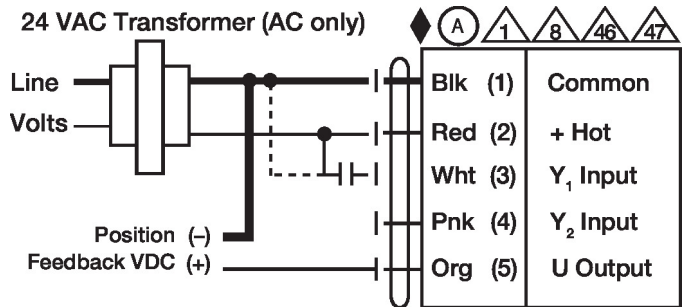 24 VAC Transformer (AC only)
A 1 8 46 47
Line
Volts
Blk (1) Common
Red (2) + Hot
Wht (3) Y1 Input
Pnk (4) Y2 Input
Org (5) U Output
Position (–)
Feedback VDC (+)